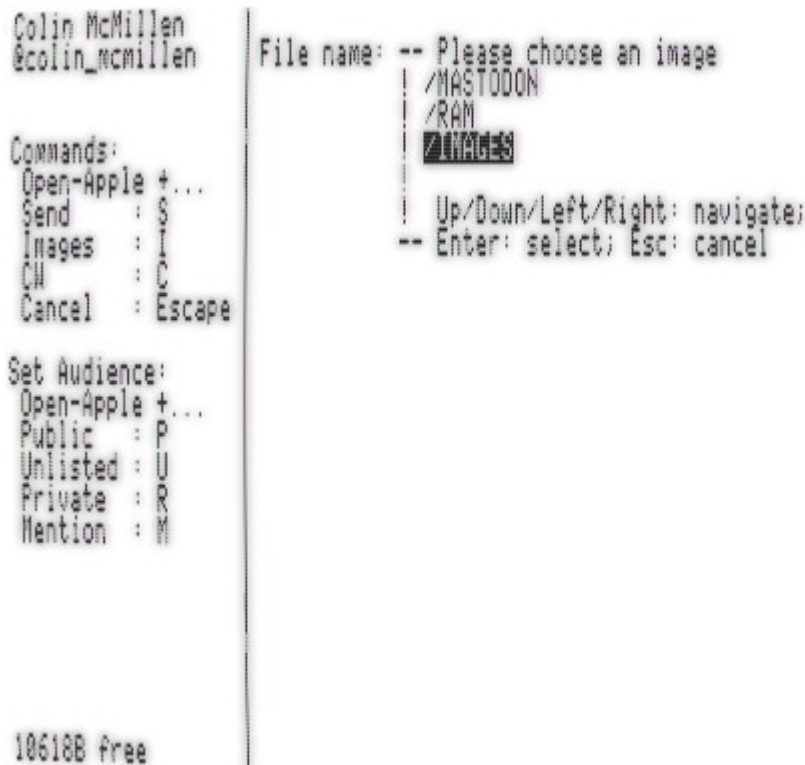 Colin McMillen
@colin_mcmillen
Commands:
Open-Apple +...
Send : S
Images : I
CW : C
Cancel : Escape
Set Audience:
Open-Apple +...
Public : P
Unlisted : U
Private : R
Mention : M
10618B free
File name: -- Please choose an image
! /MASTODON
! /RAM
! /IMAGES
!
! Up/Down/Left/Right: navigate;
-- Enter: select; Esc: cancel